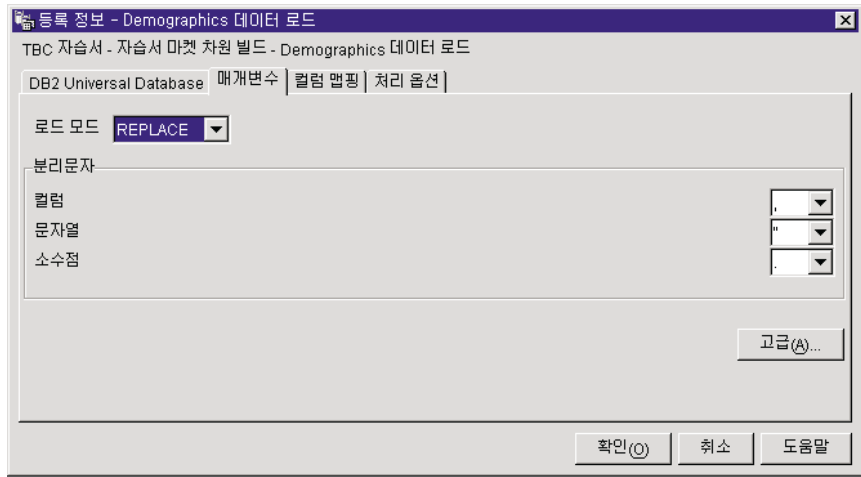 등록 정보 - Demographics 데이터 로드
TBC 자습서 - 자습서 마켓 차원 빌드 - Demographics 데이터 로드
DB2 Universal Database 매개변수 컬럼 맵핑 처리 옵션
로드 모드 REPLACE
분리문자
컬럼 ,
문자열 "
소수점 .
고급(A)...
확인(O) 취소 도움말